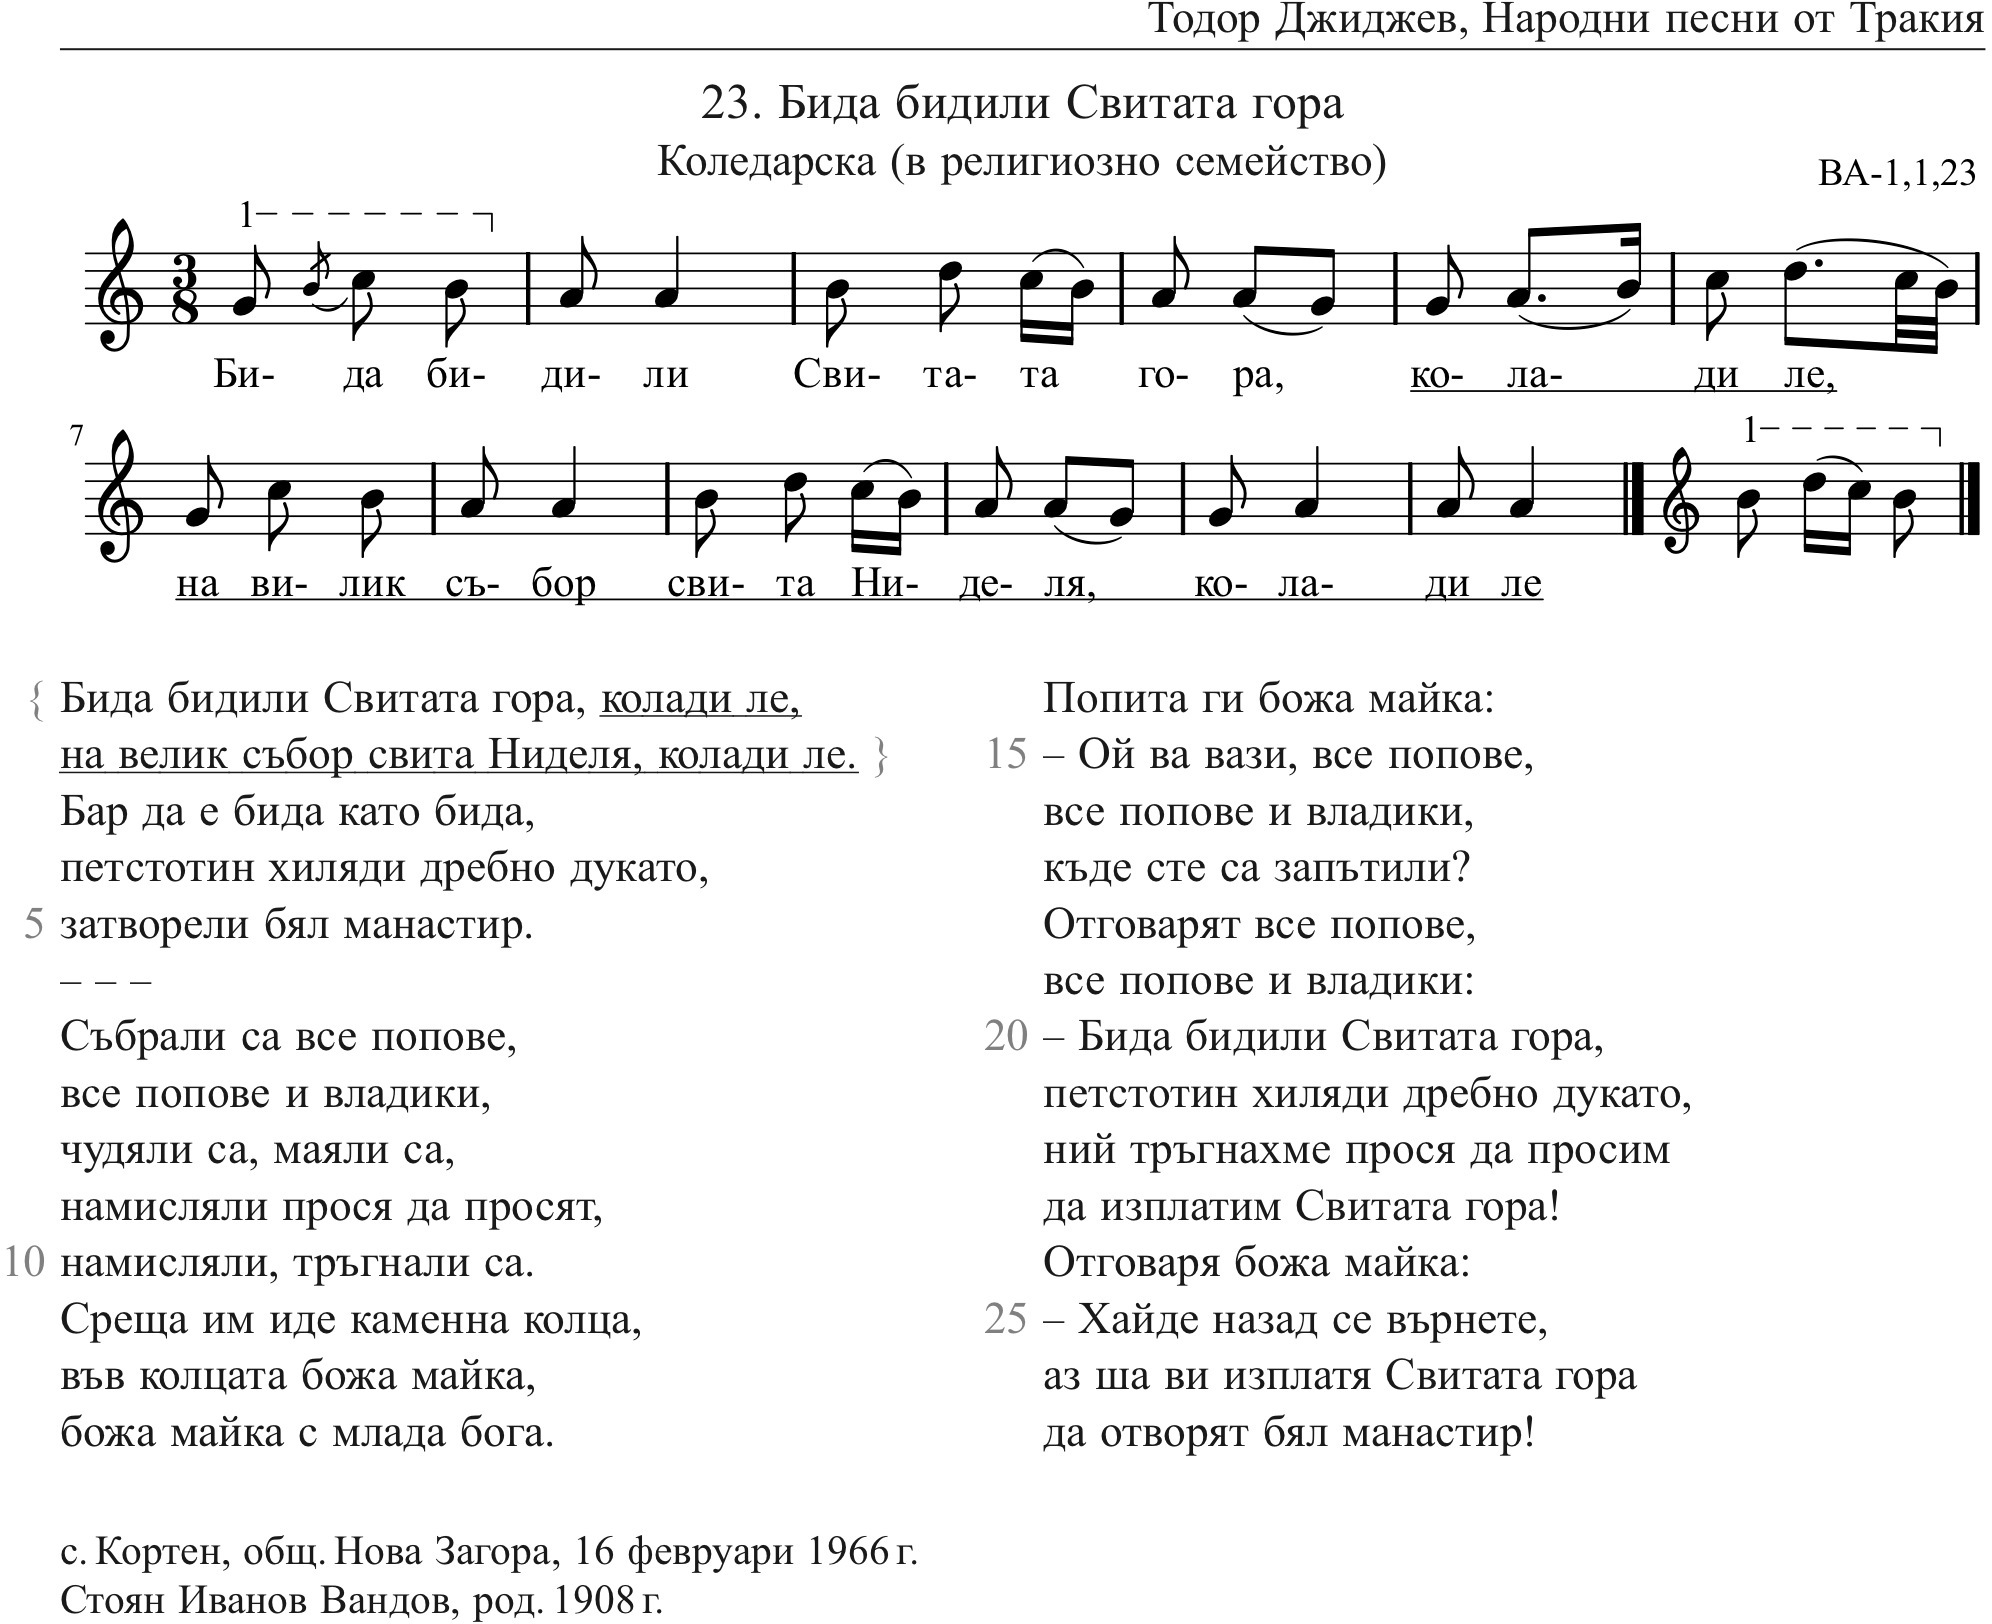 Тодор Джиджев, Народни песни от Тракия
23. Бида бидили Свитата гора
Коледарска (в религиозно семейство)
ВА-1,1,23
1
3
8
Би- да би- ди- ли Сви- та- та го- ра, ко- ла- ди ле,
7
1
на ви- лик съ- бор сви- та Ни- де- ля, ко- ла- ди ле
{ Бида бидили Свитата гора, колади ле,
на велик събор свита Ниделя, колади ле. }
Бар да е бида като бида,
петстотин хиляди дребно дукато,
5 затворели бял манастир.
– – –
Събрали са все попове,
все попове и владики,
чудяли са, маяли са,
намисляли прося да просят,
10 намисляли, тръгнали са.
Среща им иде каменна колца,
във колцата божа майка,
божа майка с млада бога.
Попита ги божа майка:
15 – Ой ва вази, все попове,
все попове и владики,
къде сте са запътили?
Отговарят все попове,
все попове и владики:
20 – Бида бидили Свитата гора,
петстотин хиляди дребно дукато,
ний тръгнахме прося да просим
да изплатим Свитата гора!
Отговаря божа майка:
25 – Хайде назад се върнете,
аз ша ви изплатя Свитата гора
да отворят бял манастир!
с. Кортен, общ. Нова Загора, 16 февруари 1966 г.
Стоян Иванов Вандов, род. 1908 г.